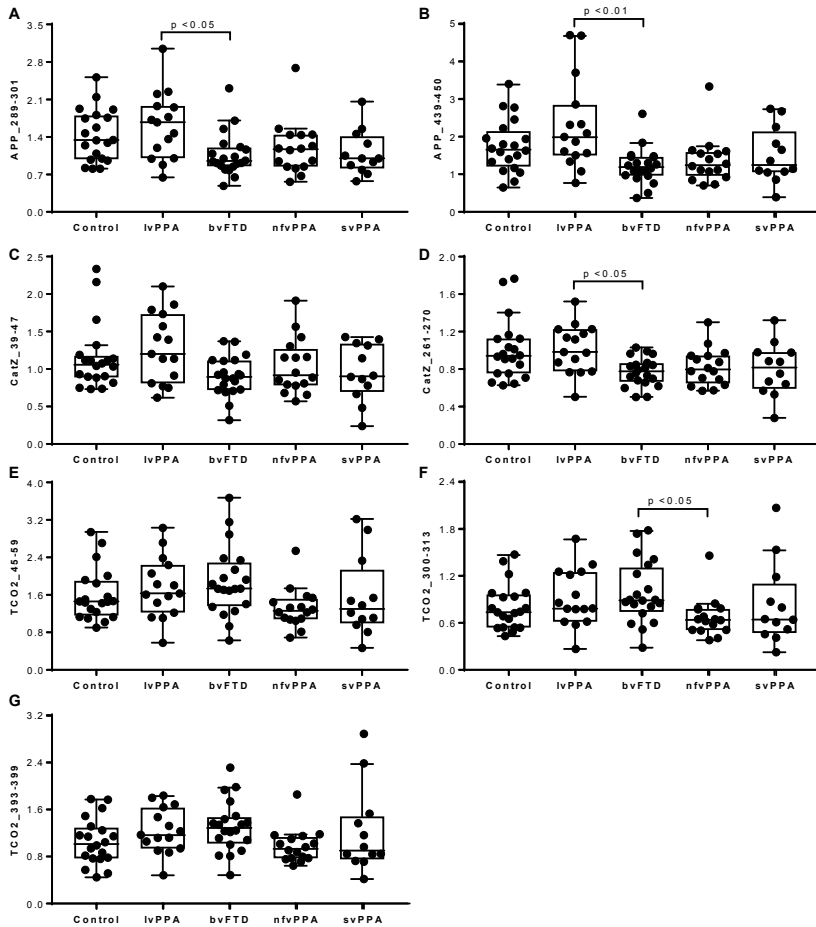 A
p <0.05
APP_289-301
3.5
2.8
2.1
1.4
0.7
0.0
Control lvPPA bvFTD nfvPPA svPPA
B
p <0.01
APP_439-450
5
4
3
2
1
0
Control lvPPA bvFTD nfvPPA svPPA
C
CatZ_39-47
2.5
2.0
1.5
1.0
0.5
0.0
Control lvPPA bvFTD nfvPPA svPPA
D
p <0.05
CatZ_261-270
2.0
1.6
1.2
0.8
0.4
0.0
Control lvPPA bvFTD nfvPPA svPPA
E
TCO2_45-59
4.0
3.2
2.4
1.6
0.8
0.0
Control lvPPA bvFTD nfvPPA svPPA
F
p <0.05
TCO2_300-313
2.4
1.8
1.2
0.6
0.0
Control lvPPA bvFTD nfvPPA svPPA
G
TCO2_393-399
3.2
2.4
1.6
0.8
0.0
Control lvPPA bvFTD nfvPPA svPPA